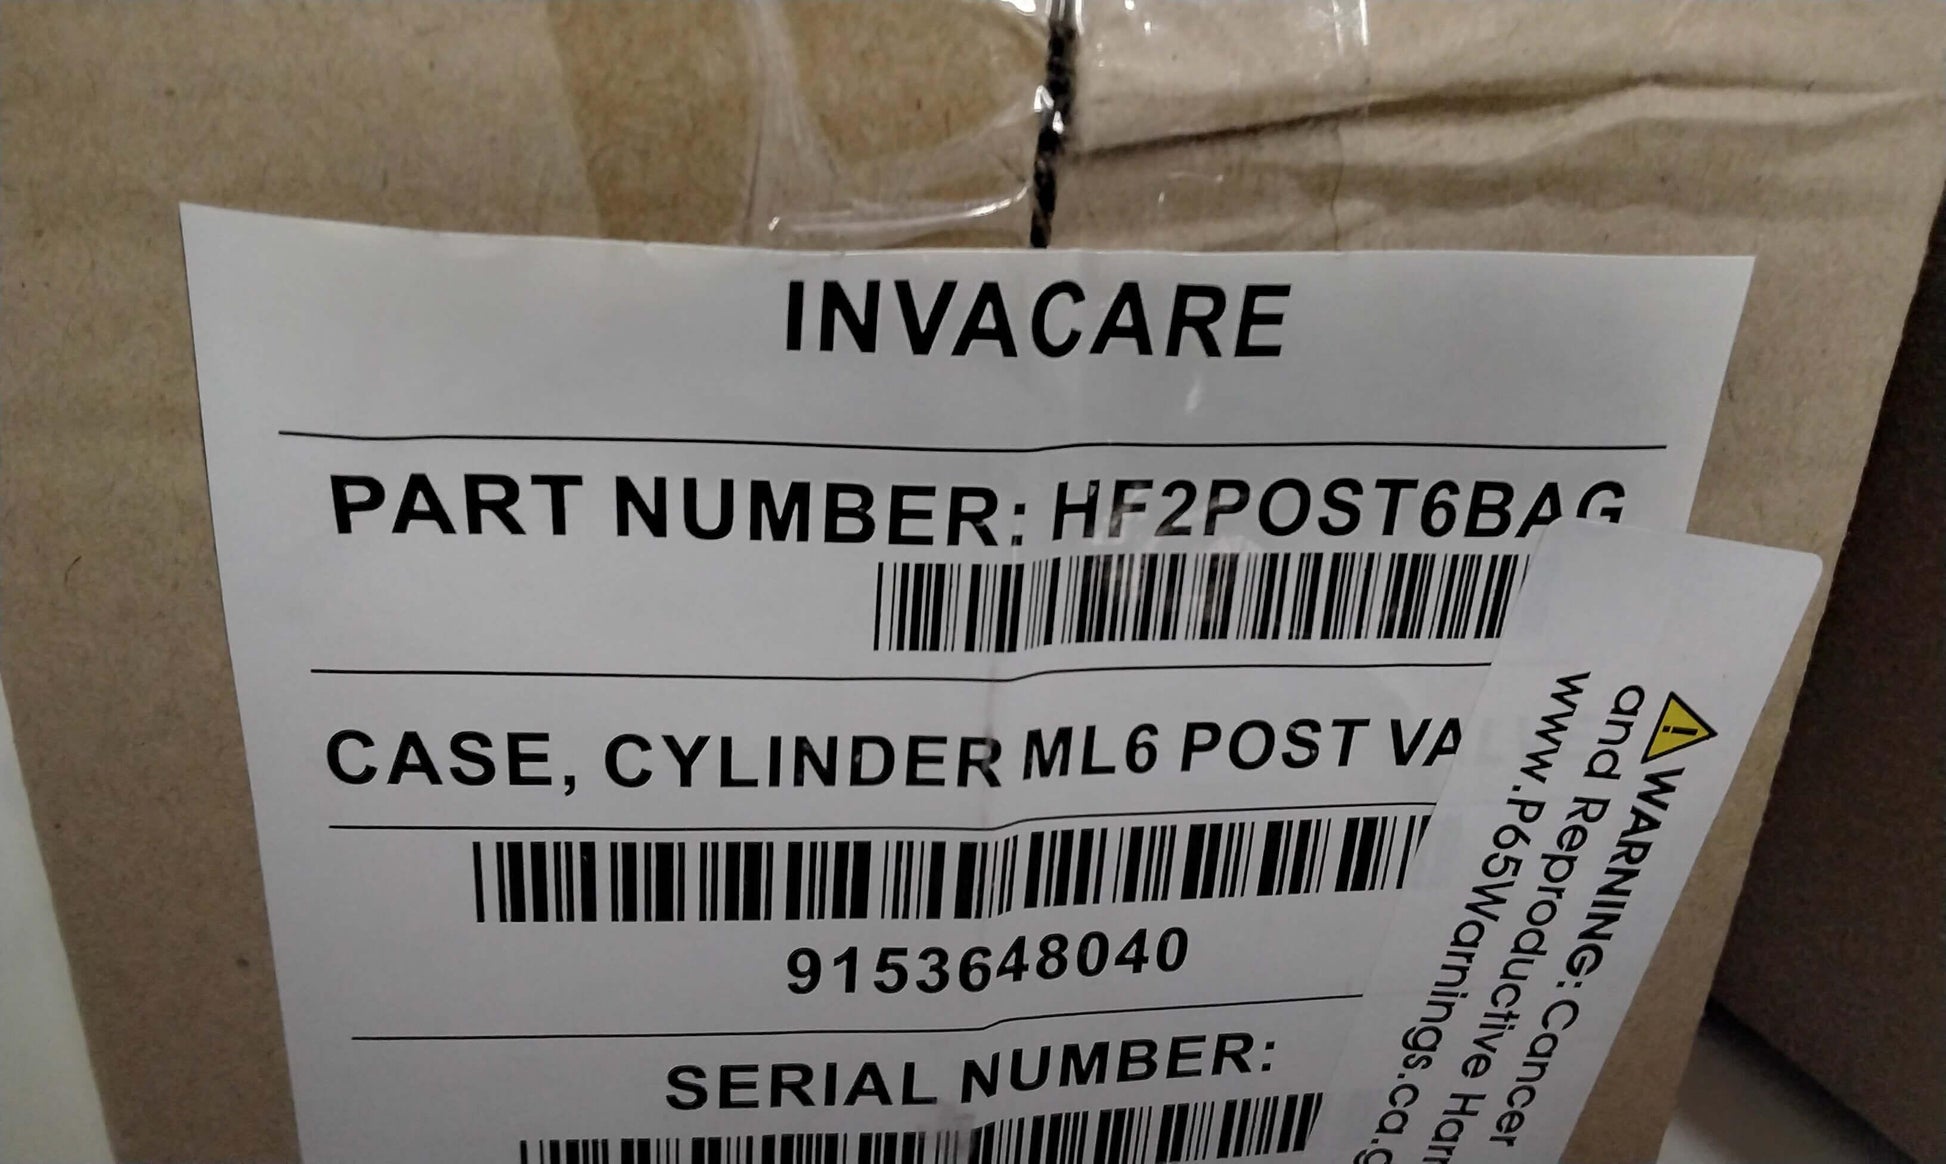 INVACARE
PART NUMBER: HF2POST6BAG
CASE, CYLINDER ML6 POST VA
9153648040
SERIAL NUMBER:
WARNING: Cancer
and Reproductive Har
www.P65Warnings.ca.g